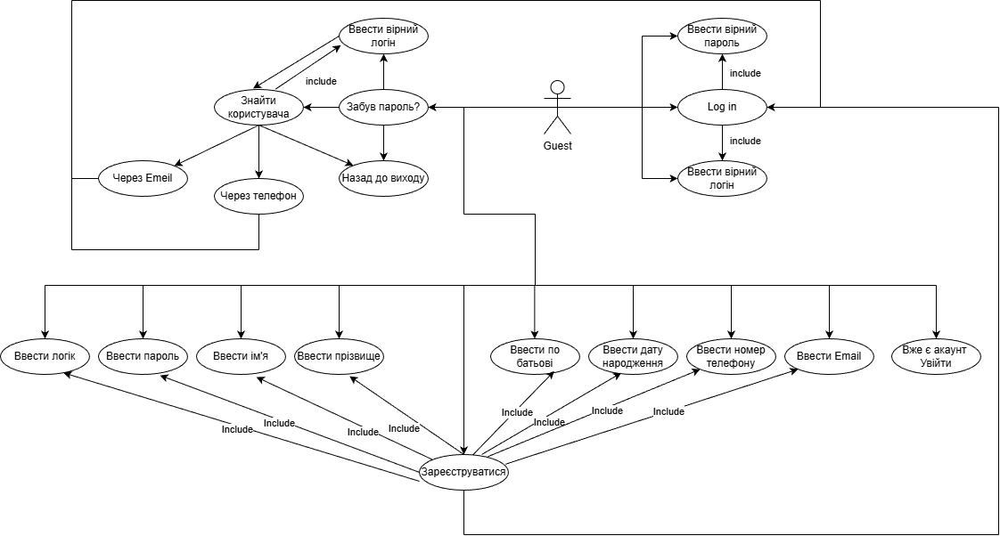 Ввести вірний
логін
Ввести вірний
пароль
include
include
Знайти
користувача
Забув пароль?
Log in
Guest
include
Через Emeil
Через телефон
Назад до виходу
Ввести вірний
логін
Ввести логік
Ввести пароль
Ввести ім'я
Ввести прізвище
Ввести по
батьові
Ввести дату
народження
Ввести номер
телефону
Ввести Email
Вже є акаунт
Увійти
Include
Include
Include
Include
Include
Include
Include
Include
Зареєструватися